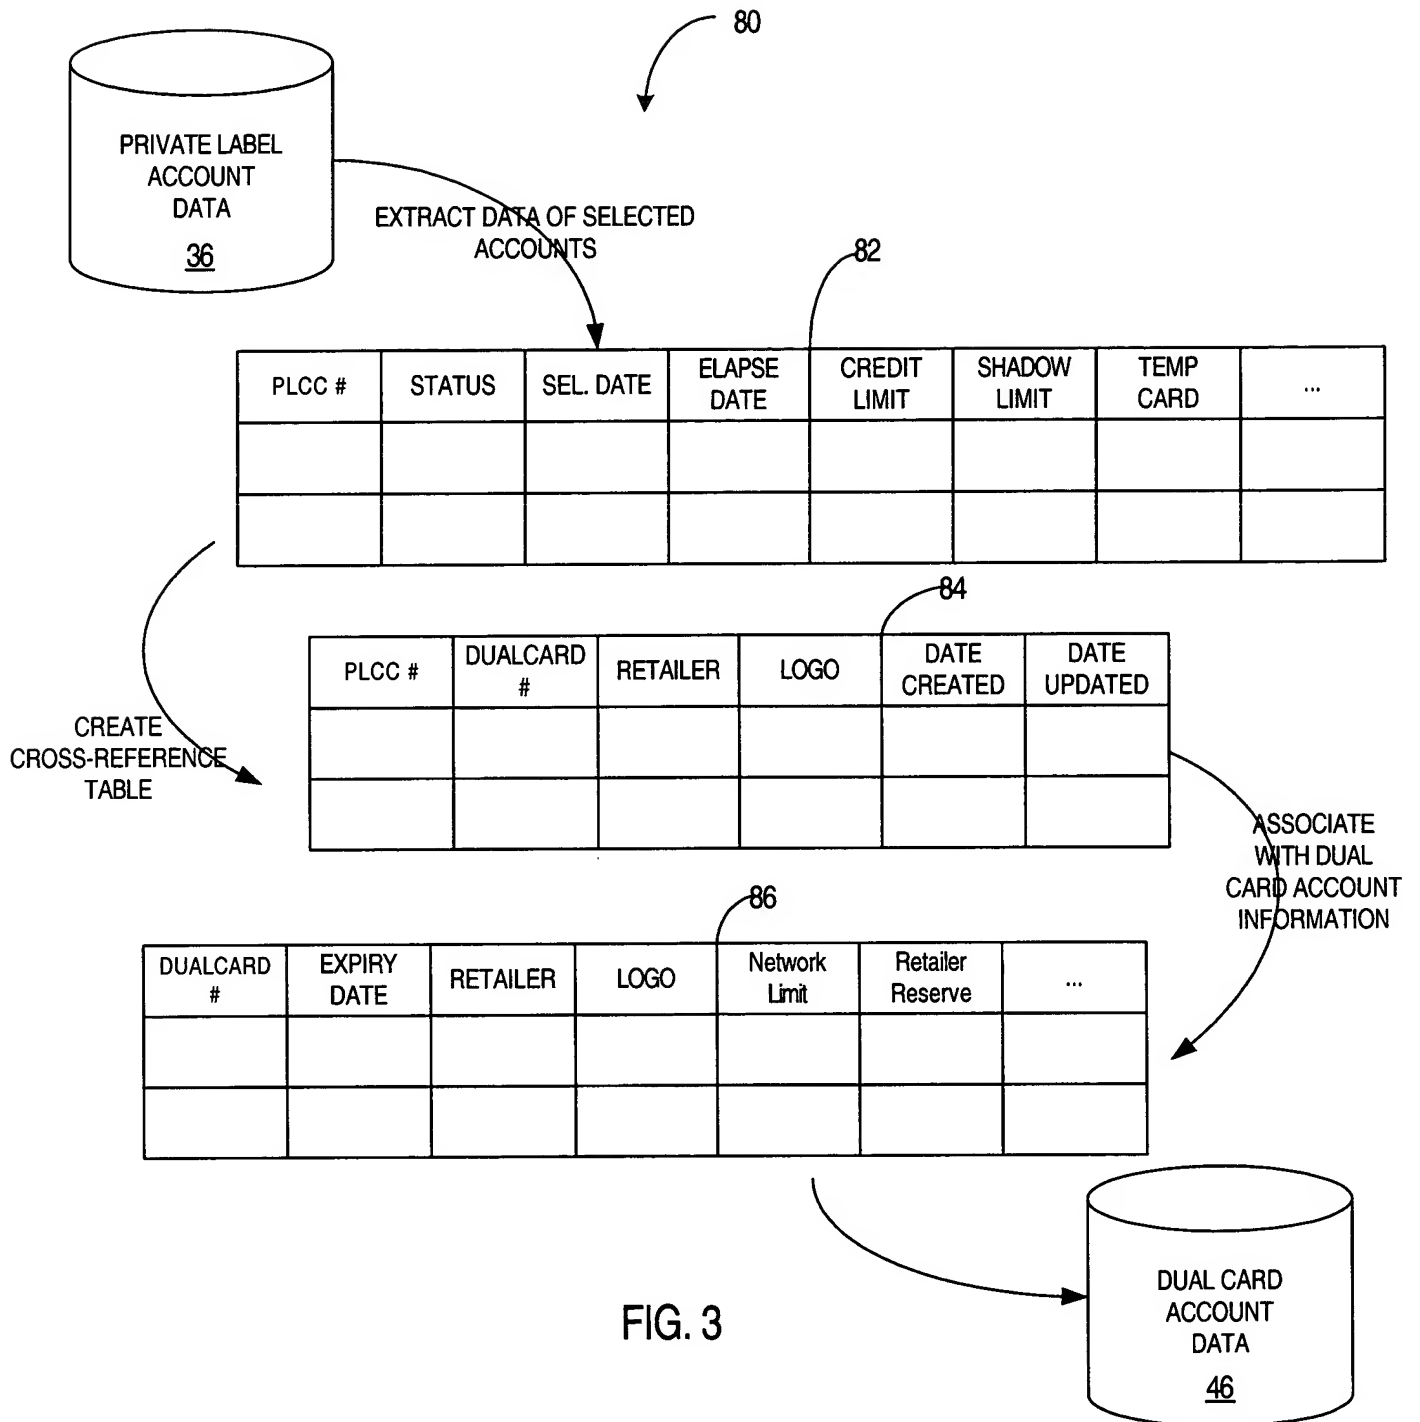 80
PRIVATE LABEL
ACCOUNT
DATA
36
EXTRACT DATA OF SELECTED
ACCOUNTS
82
PLCC # STATUS SEL. DATE ELAPSE DATE CREDIT LIMIT SHADOW LIMIT TEMP CARD ...
84
PLCC # DUALCARD # RETAILER LOGO DATE CREATED DATE UPDATED
CREATE
CROSS-REFERENCE
TABLE
ASSOCIATE
WITH DUAL
CARD ACCOUNT
INFORMATION
86
DUALCARD # EXPIRY DATE RETAILER LOGO Network Limit Retailer Reserve ...
DUAL CARD
ACCOUNT
DATA
46
FIG. 3